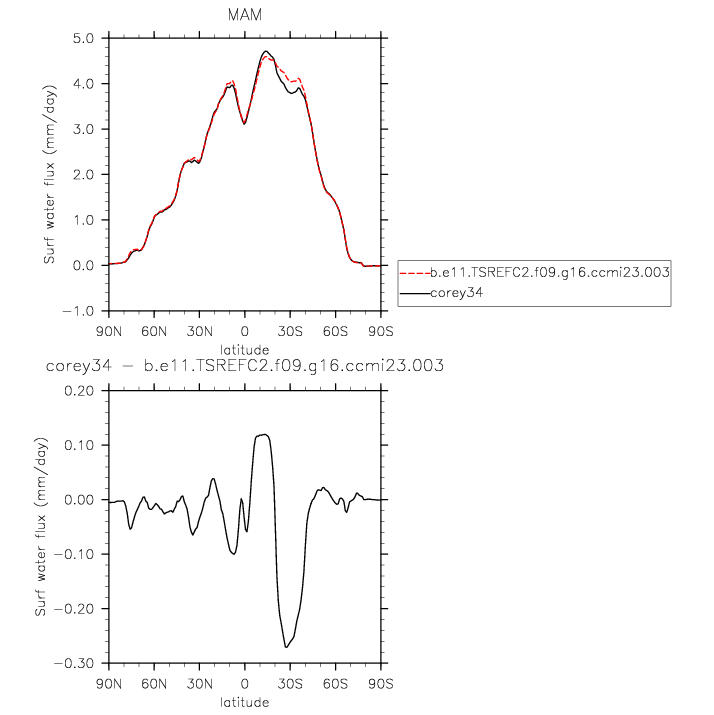 MAM
5.0
4.0
3.0
2.0
1.0
0.0
−1.0
Surf water flux (mm/day)
90N 60N 30N 0 30S 60S 90S
latitude
b.e11.TSREFC2.f09.g16.ccmi23.003
corey34
corey34 − b.e11.TSREFC2.f09.g16.ccmi23.003
0.20
0.10
0.00
−0.10
−0.20
−0.30
Surf water flux (mm/day)
90N 60N 30N 0 30S 60S 90S
latitude